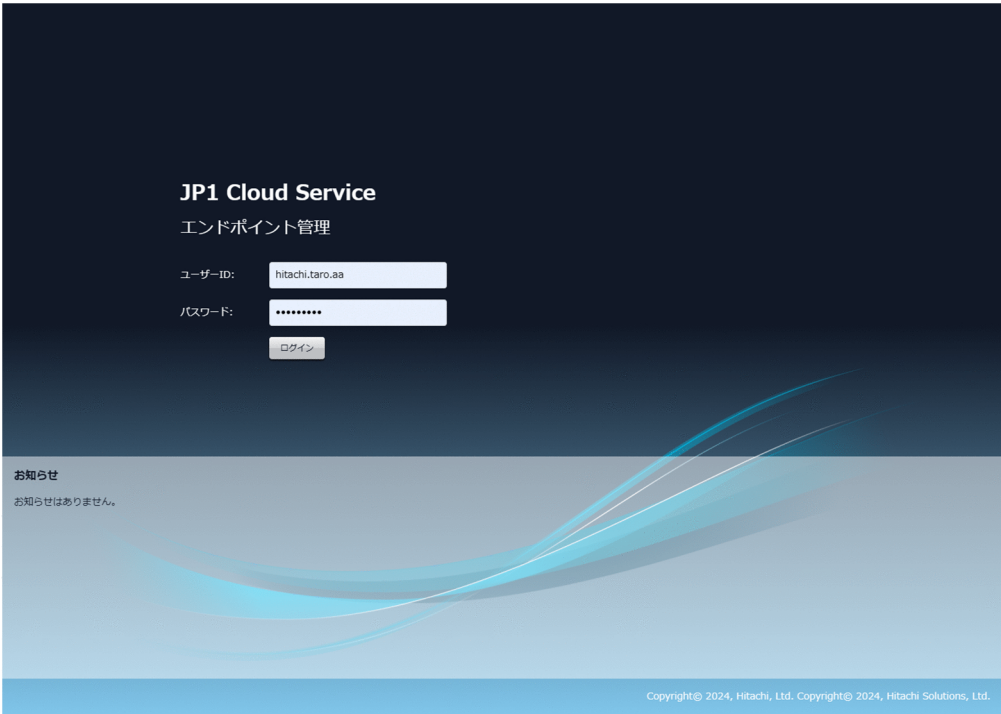 JP1 Cloud Service
エンドポイント管理
ユーザーID: hitachi.taro.aa
パスワード: •••••••••
ログイン
お知らせ
お知らせはありません。
Copyright© 2024, Hitachi, Ltd. Copyright© 2024, Hitachi Solutions, Ltd.